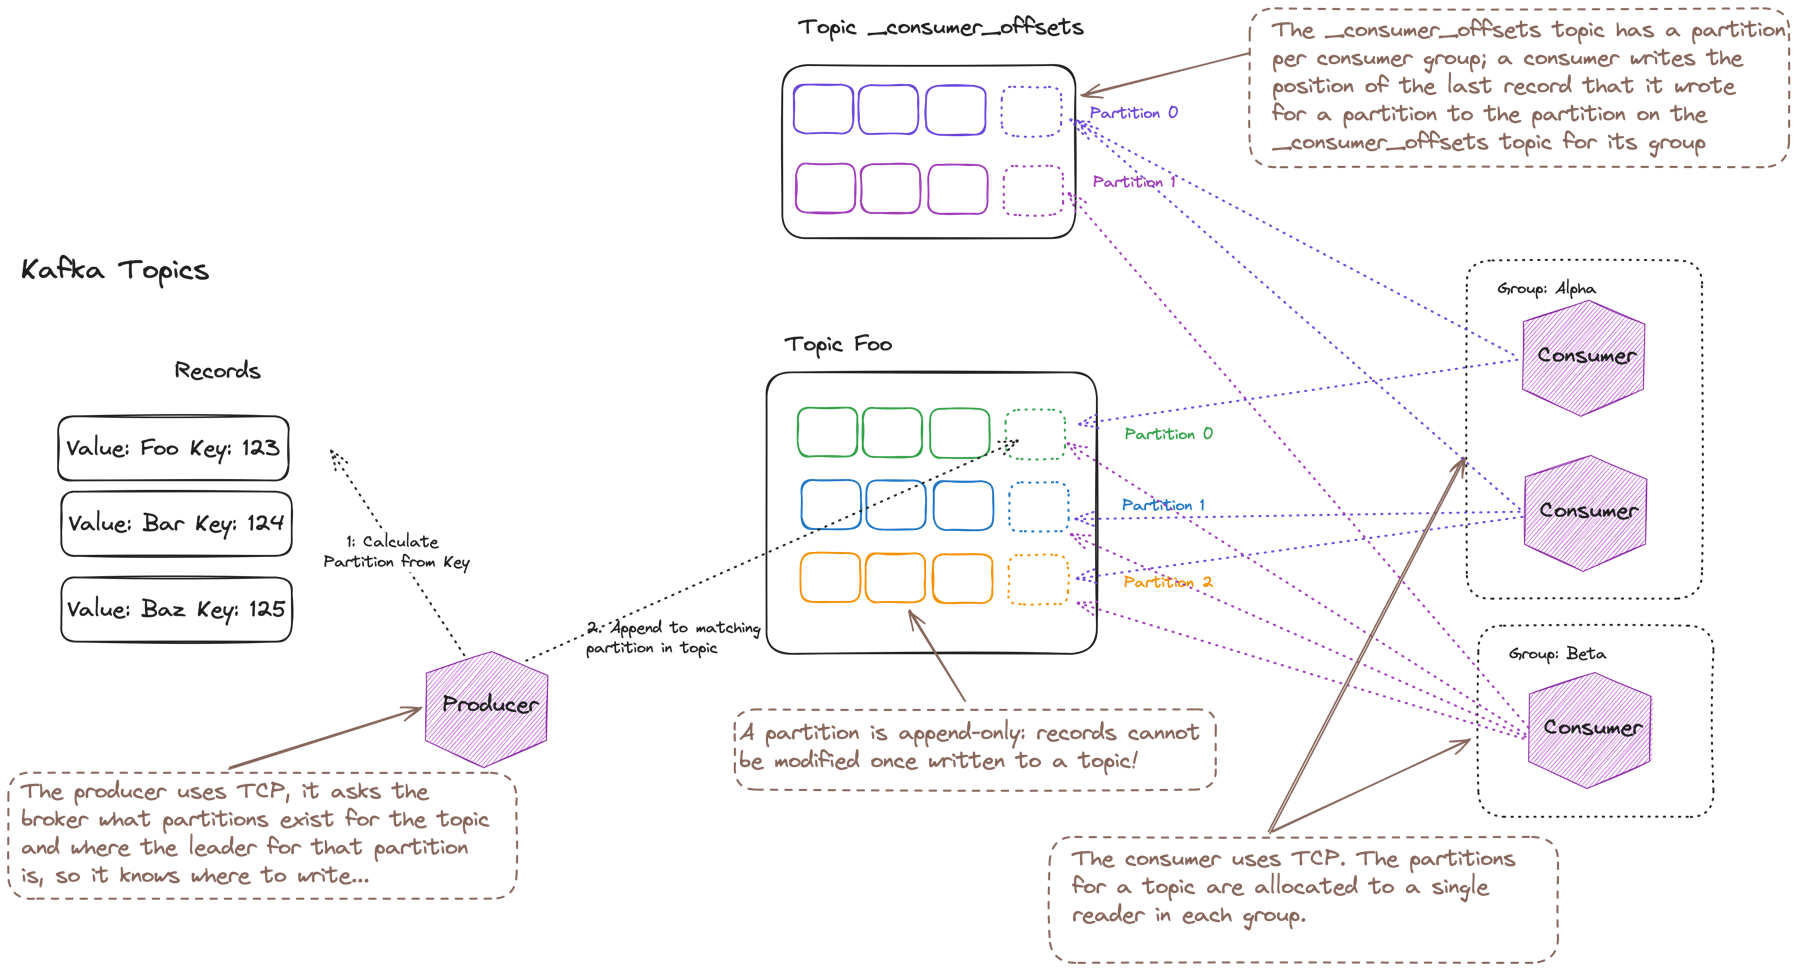 Topic _consumer_offsets
The _consumer_offsets topic has a partition
per consumer group; a consumer writes the
position of the last record that it wrote
for a partition to the partition on the
_consumer_offsets topic for its group
Partition 0
Partition 1
Kafka Topics
Records
Value: Foo Key: 123
Value: Bar Key: 124
Value: Baz Key: 125
1: Calculate
Partition from Key
Producer
2. Append to matching
partition in topic
The producer uses TCP, it asks the
broker what partitions exist for the topic
and where the leader for that partition
is, so it knows where to write...
Topic Foo
Partition 0
Partition 1
Partition 2
A partition is append-only: records cannot
be modified once written to a topic!
Group: Alpha
Consumer
Consumer
Group: Beta
Consumer
The consumer uses TCP. The partitions
for a topic are allocated to a single
reader in each group.